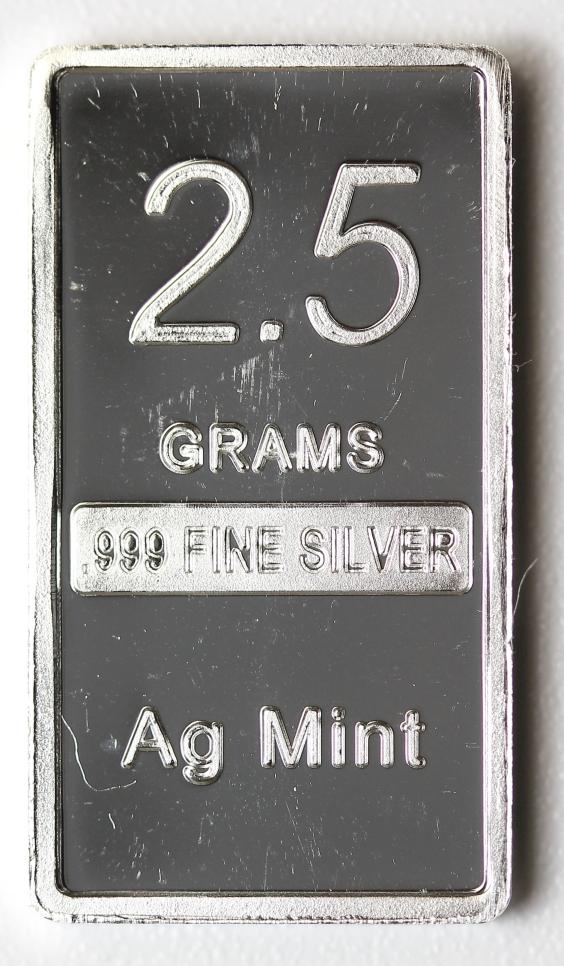 2.5
GRAMS
.999 FINE SILVER
Ag Mint